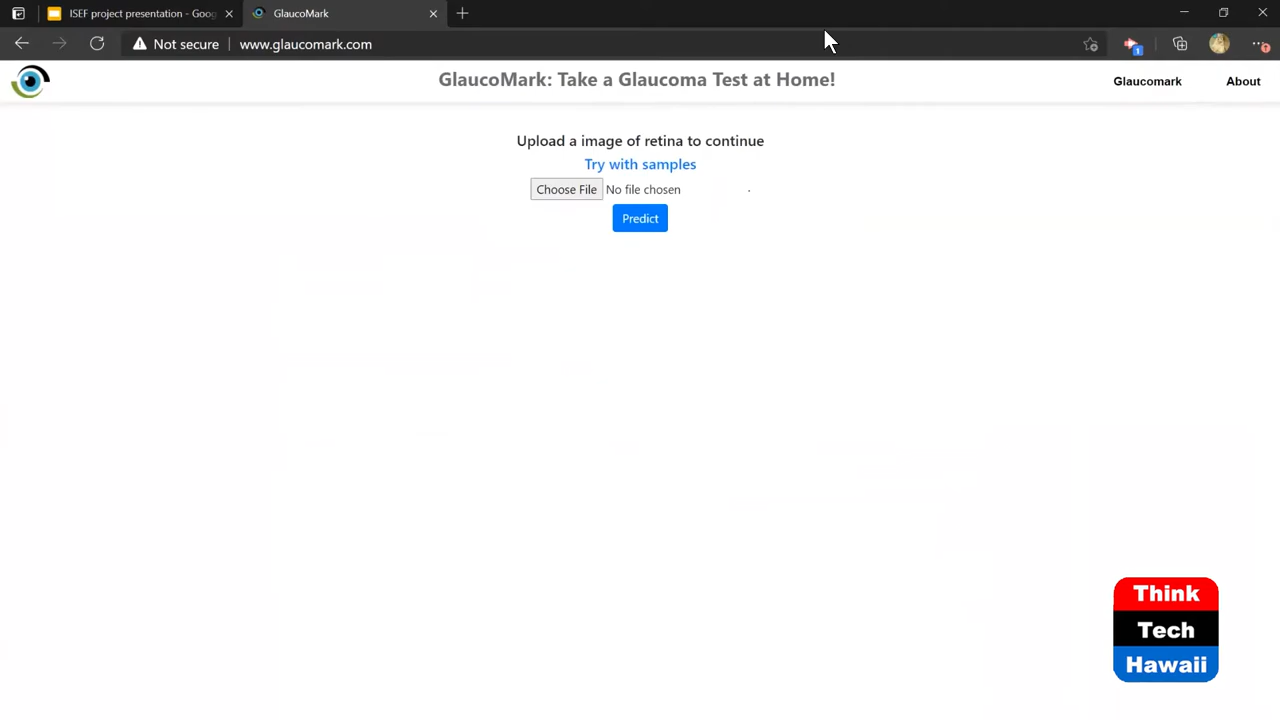 ISEF project presentation - Goog
GlaucoMark
Not secure
www.glaucomark.com
1
GlaucoMark: Take a Glaucoma Test at Home!
Glaucomark
About
Upload a image of retina to continue
Try with samples
Choose File No file chosen
Predict
Think
Tech
Hawaii